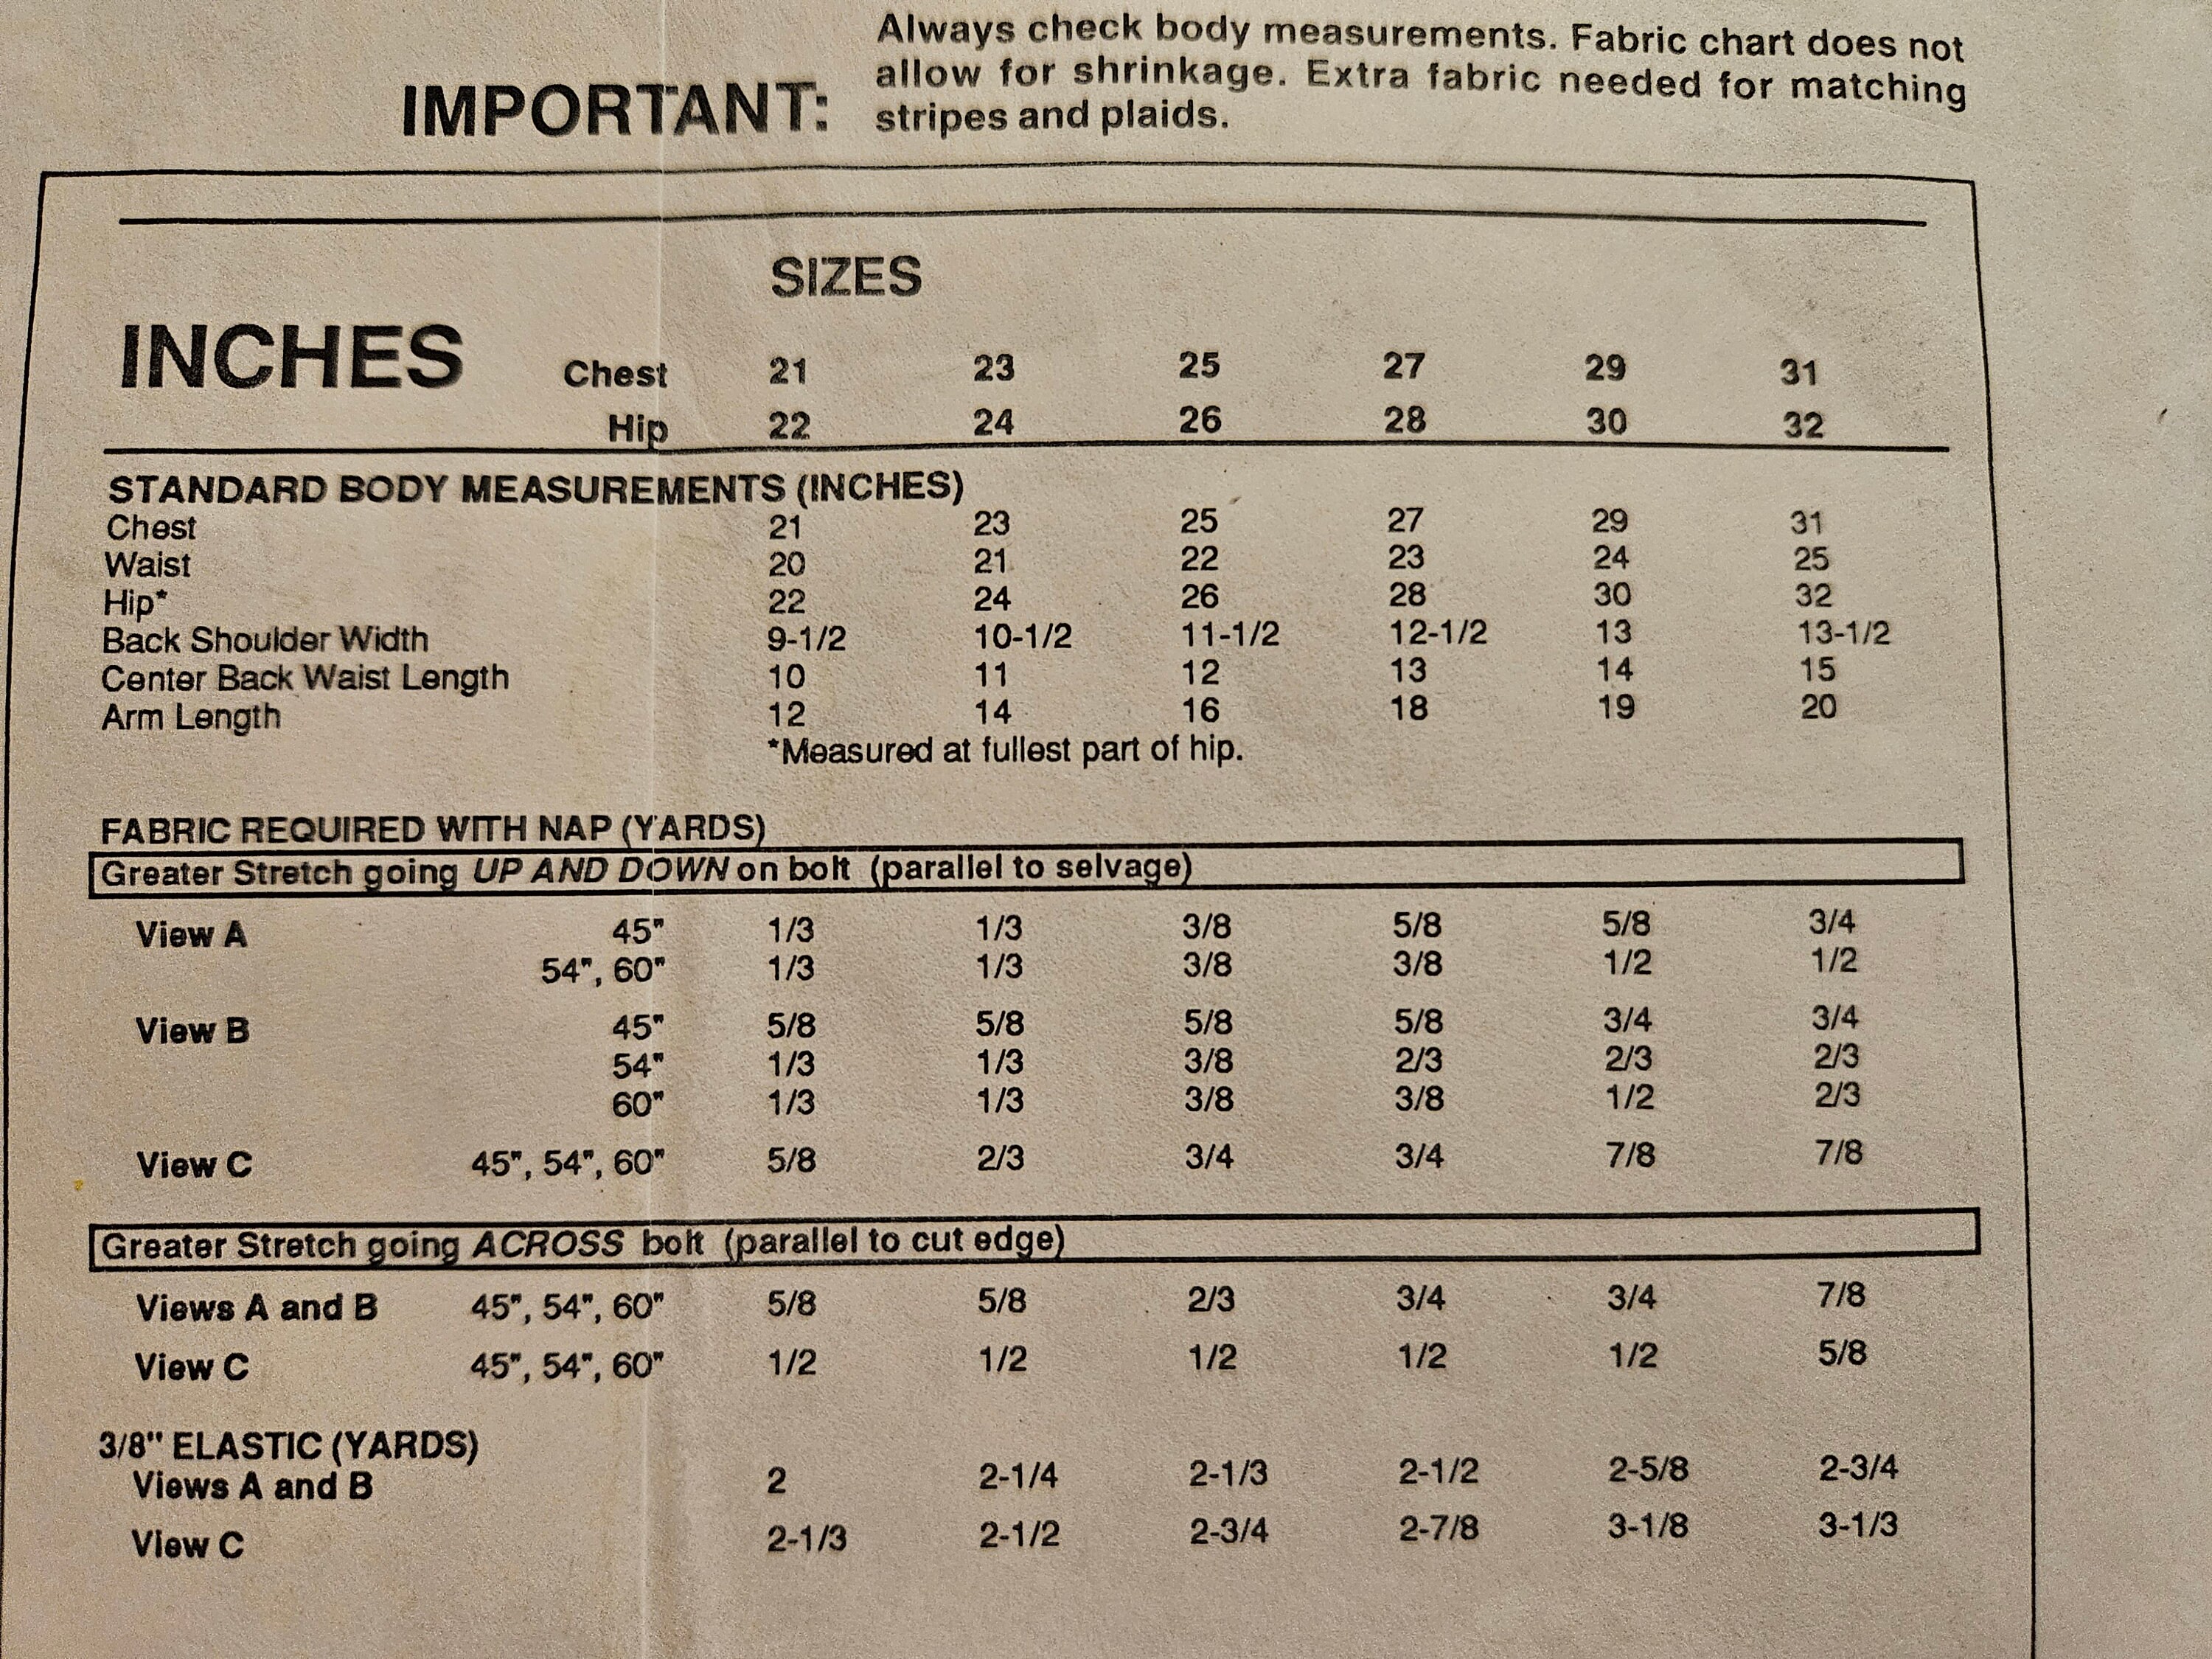 Always check body measurements. Fabric chart does not
allow for shrinkage. Extra fabric needed for matching
stripes and plaids.
IMPORTANT:
SIZES
INCHES
Chest 21 23 25 27 29 31
Hip 22 24 26 28 30 32
STANDARD BODY MEASUREMENTS (INCHES)
Chest 21 23 25 27 29 31
Waist 20 21 22 23 24 25
Hip* 22 24 26 28 30 32
Back Shoulder Width 9-1/2 10-1/2 11-1/2 12-1/2 13 13-1/2
Center Back Waist Length 10 11 12 13 14 15
Arm Length 12 14 16 18 19 20
*Measured at fullest part of hip.
FABRIC REQUIRED WITH NAP (YARDS)
Greater Stretch going UP AND DOWN on bolt (parallel to selvage)
View A 45" 1/3 1/3 3/8 5/8 5/8 3/4
54", 60" 1/3 1/3 3/8 3/8 1/2 1/2
View B 45" 5/8 5/8 5/8 5/8 3/4 3/4
54" 1/3 1/3 3/8 2/3 2/3 2/3
60" 1/3 1/3 3/8 3/8 1/2 2/3
View C 45", 54", 60" 5/8 2/3 3/4 3/4 7/8 7/8
Greater Stretch going ACROSS bolt (parallel to cut edge)
Views A and B 45", 54", 60" 5/8 5/8 2/3 3/4 3/4 7/8
View C 45", 54", 60" 1/2 1/2 1/2 1/2 1/2 5/8
3/8" ELASTIC (YARDS)
Views A and B 2 2-1/4 2-1/3 2-1/2 2-5/8 2-3/4
View C 2-1/3 2-1/2 2-3/4 2-7/8 3-1/8 3-1/3